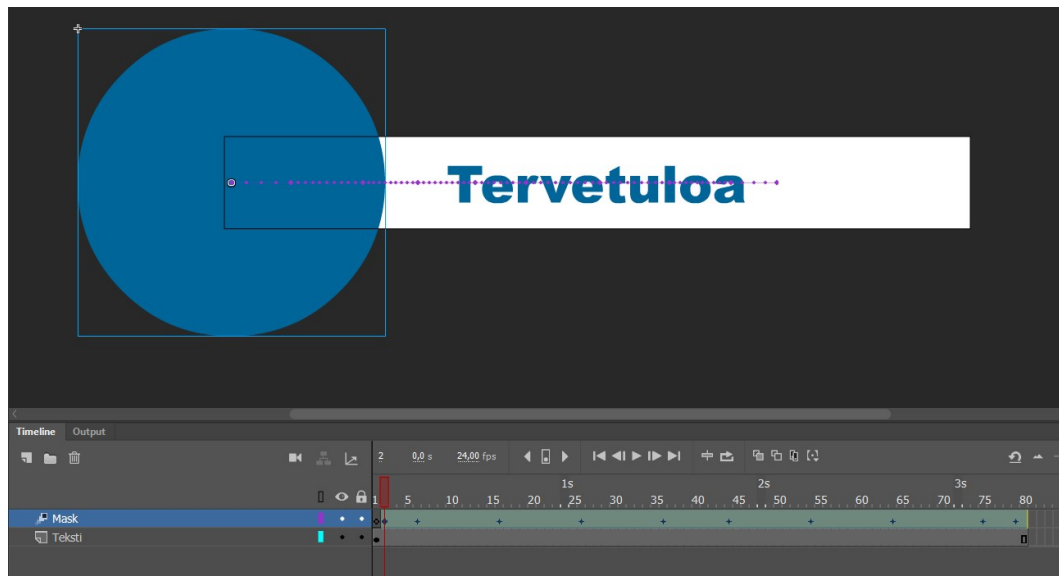 Tervetuloa
Timeline Output
2 0,0 s 24,00 fps
1s 2s 3s
1 5 10 15 20 25 30 35 40 45 50 55 60 65 70 75 80
Mask
Teksti